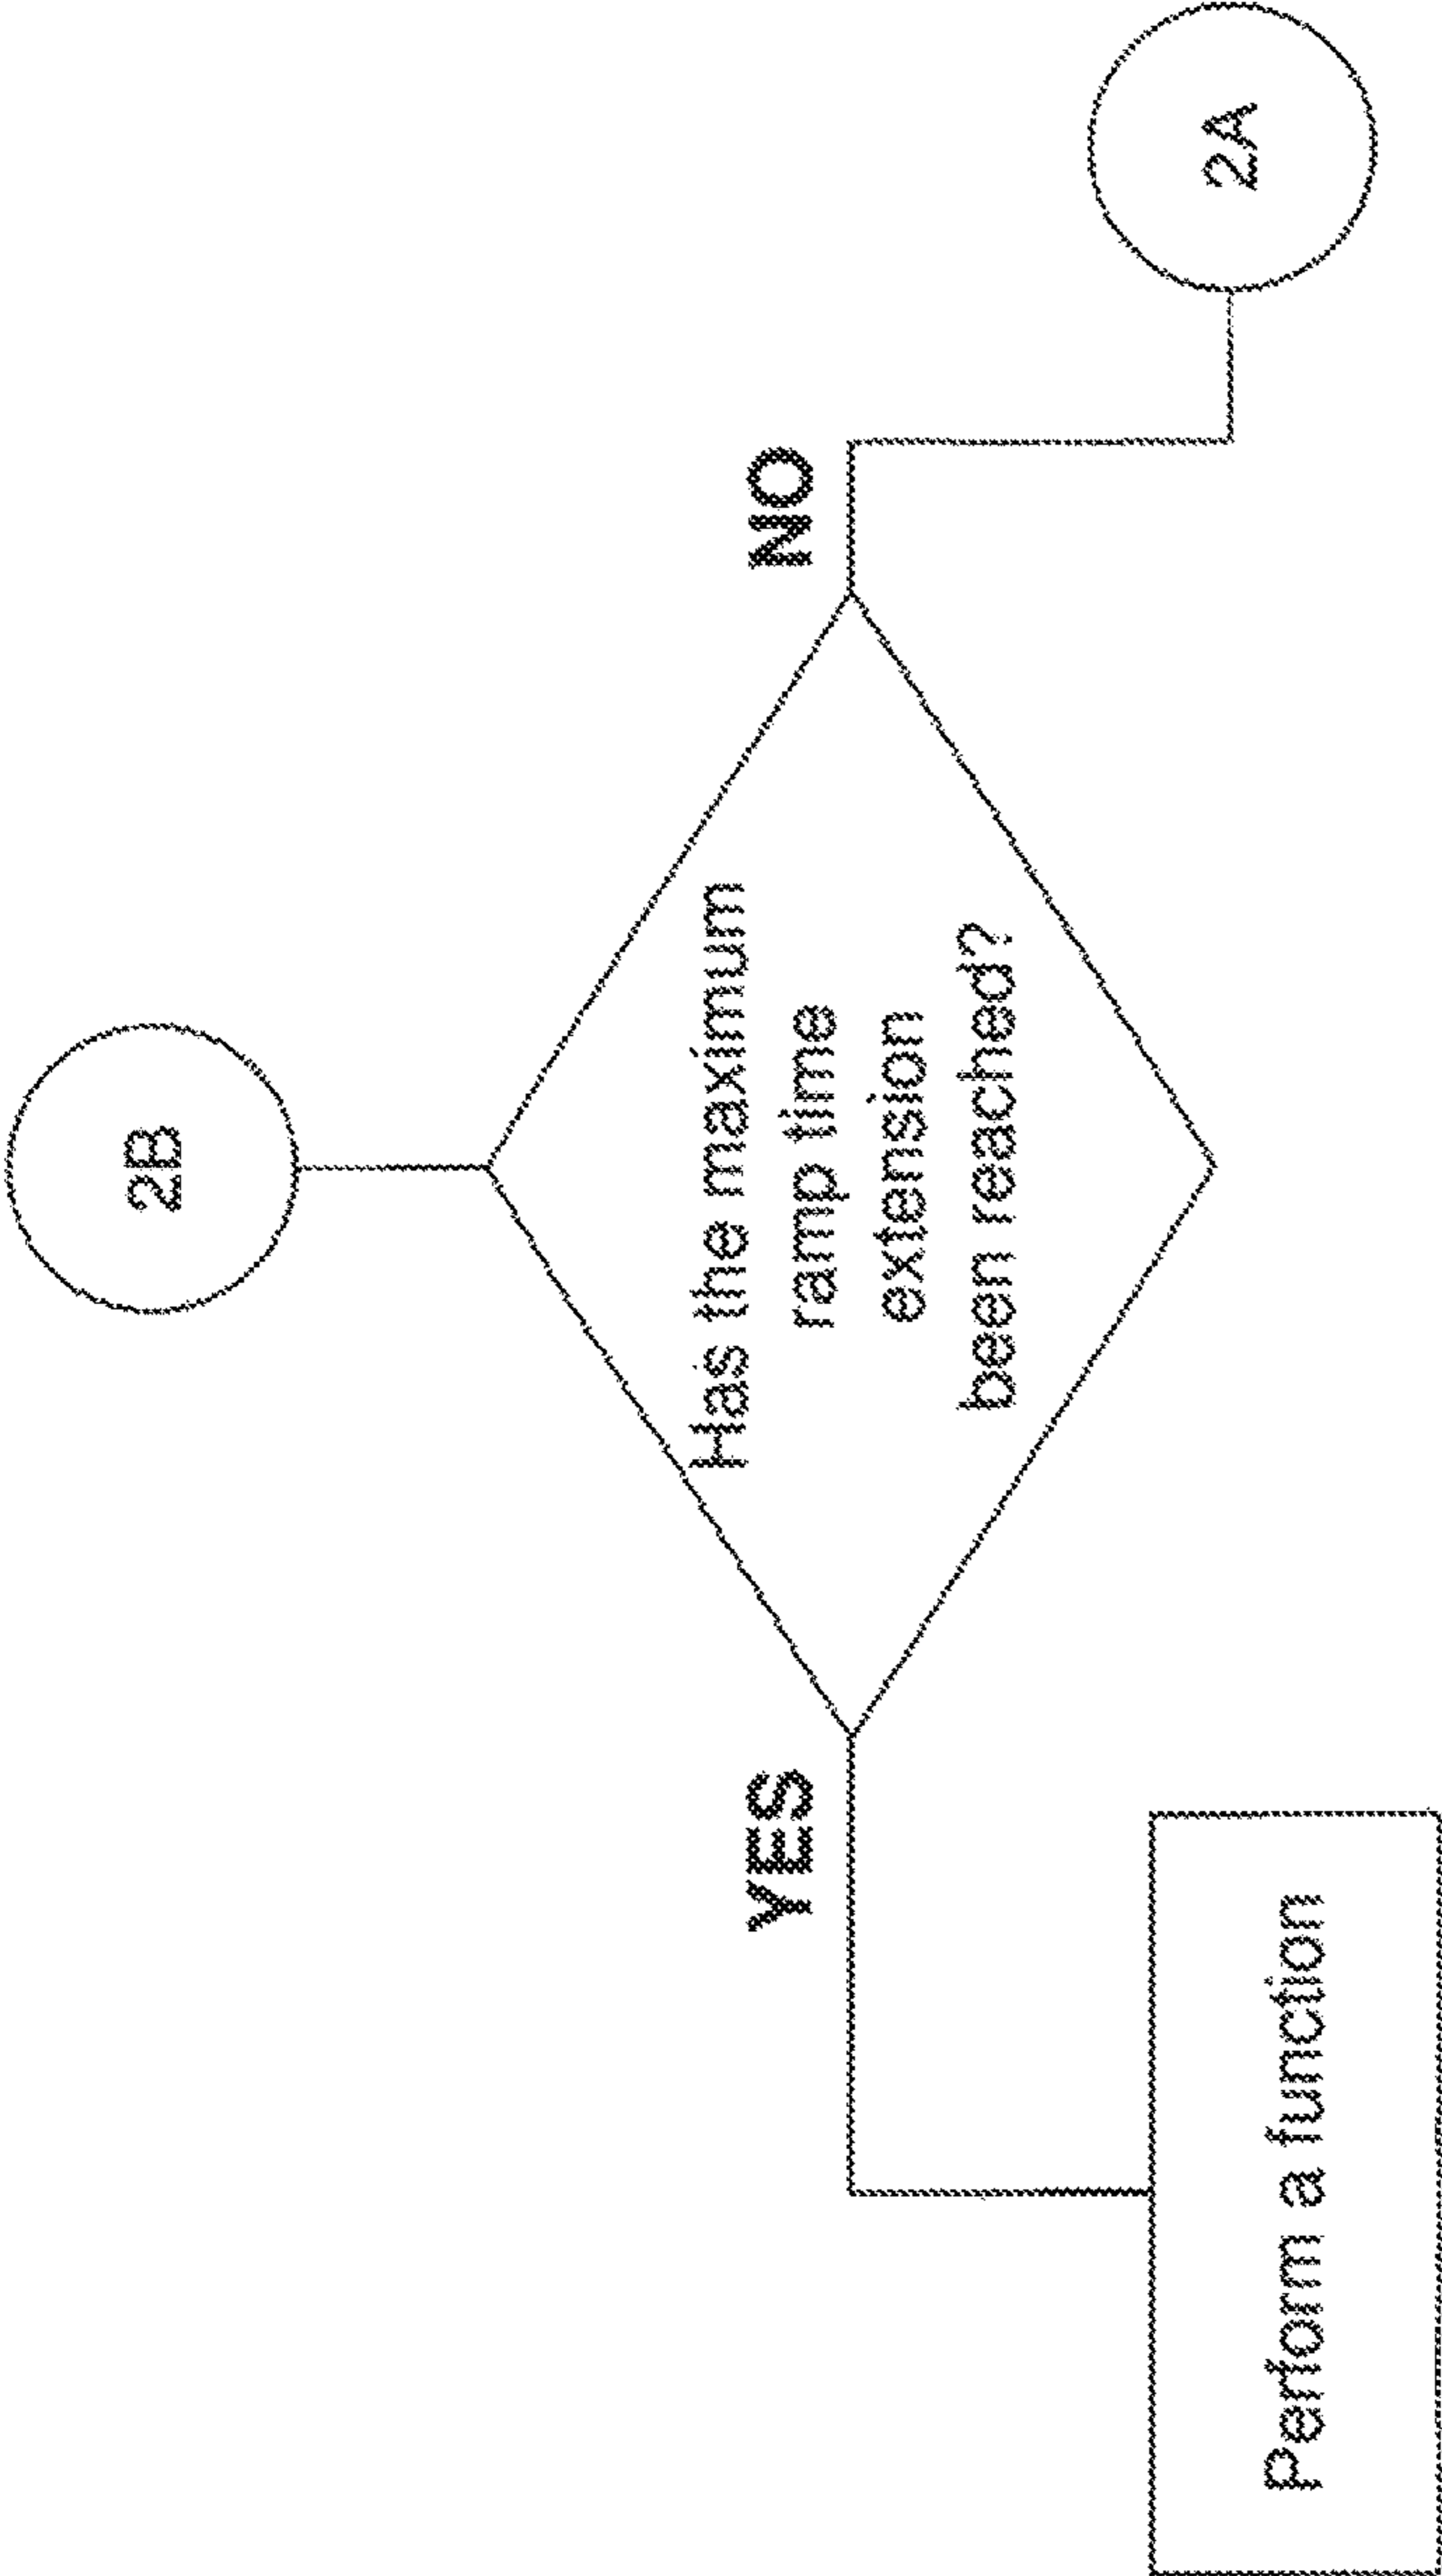 2B
Has the maximum
ramp time
extension
been reached?
YES
NO
Perform a function
2A